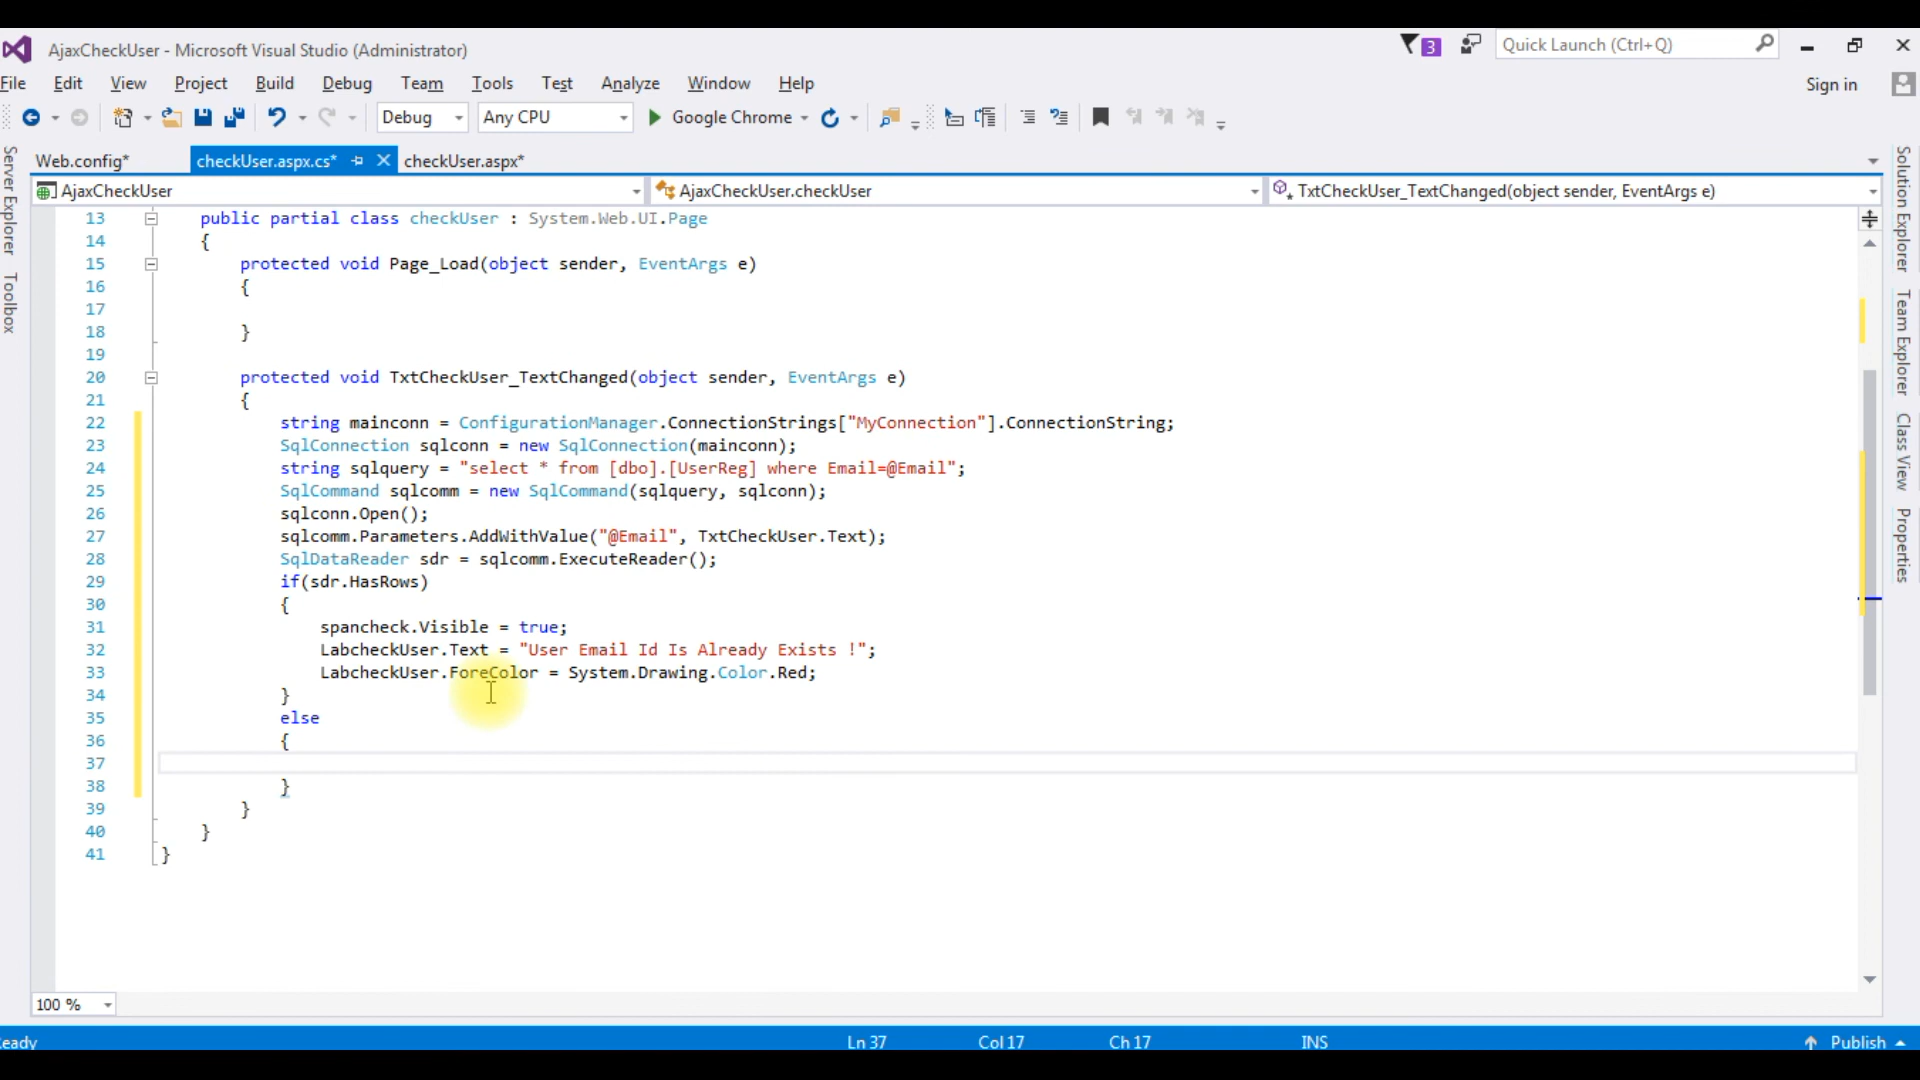 AjaxCheckUser - Microsoft Visual Studio (Administrator)
3
Quick Launch (Ctrl+Q)
File Edit View Project Build Debug Team Tools Test Analyze Window Help
Sign in
Debug Any CPU Google Chrome
Web.config* checkUser.aspx.cs* checkUser.aspx*
AjaxCheckUser AjaxCheckUser.checkUser TxtCheckUser_TextChanged(object sender, EventArgs e)
Server Explorer
Toolbox
13 public partial class checkUser : System.Web.UI.Page
14 {
15 protected void Page_Load(object sender, EventArgs e)
16 {
17
18 }
19
20 protected void TxtCheckUser_TextChanged(object sender, EventArgs e)
21 {
22 string mainconn = ConfigurationManager.ConnectionStrings["MyConnection"].ConnectionString;
23 SqlConnection sqlconn = new SqlConnection(mainconn);
24 string sqlquery = "select * from [dbo].[UserReg] where Email=@Email";
25 SqlCommand sqlcomm = new SqlCommand(sqlquery, sqlconn);
26 sqlconn.Open();
27 sqlcomm.Parameters.AddWithValue("@Email", TxtCheckUser.Text);
28 SqlDataReader sdr = sqlcomm.ExecuteReader();
29 if(sdr.HasRows)
30 {
31 spancheck.Visible = true;
32 LabcheckUser.Text = "User Email Id Is Already Exists !";
33 LabcheckUser.ForeColor = System.Drawing.Color.Red;
34 }
35 else
36 {
37
38 }
39 }
40 }
41 }
Solution Explorer
Team Explorer
Class View
Properties
100 %
eady Ln 37 Col 17 Ch 17 INS Publish